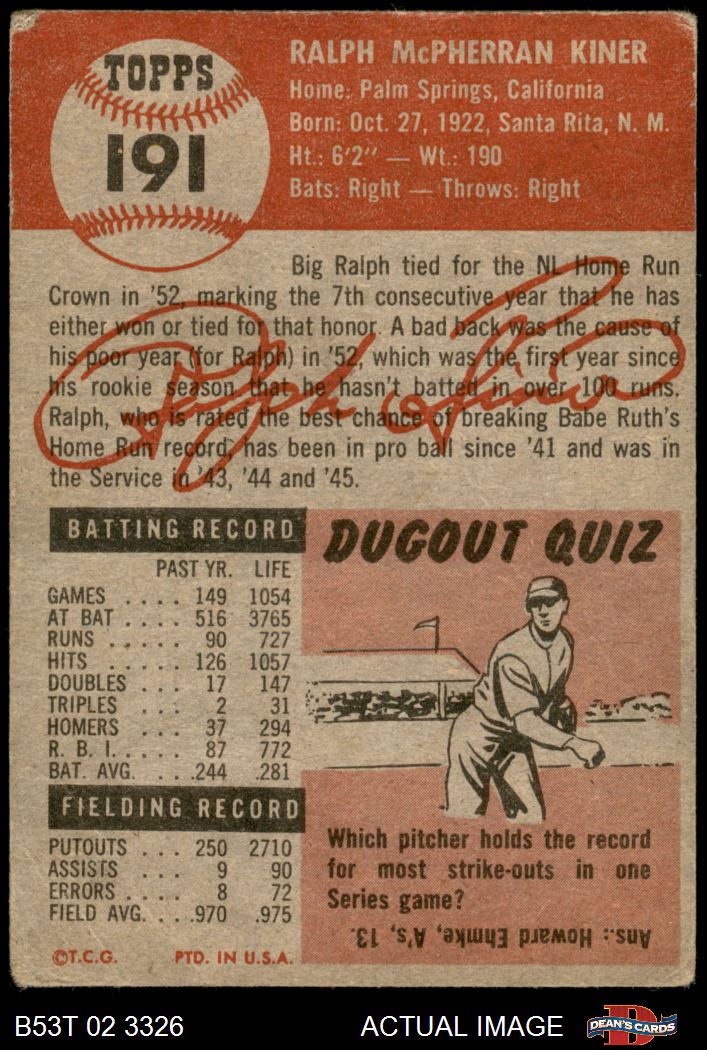 TOPPS
191
RALPH McPHERRAN KINER
Home: Palm Springs, California
Born: Oct. 27, 1922, Santa Rita, N. M.
Ht.: 6'2" — Wt.: 190
Bats: Right — Throws: Right
Big Ralph tied for the NL Home Run
Crown in '52, marking the 7th consecutive year that he has
either won or tied for that honor. A bad back was the cause of
his poor year (for Ralph) in '52, which was the first year since
his rookie season that he hasn't batted in over 100 runs.
Ralph, who is rated the best chance of breaking Babe Ruth's
Home Run record, has been in pro ball since '41 and was in
the Service in '43, '44 and '45.
Ralph Kiner
BATTING RECORD
PAST YR. LIFE
GAMES .... 149 1054
AT BAT .... 516 3765
RUNS ..... 90 727
HITS ..... 126 1057
DOUBLES ... 17 147
TRIPLES ... 2 31
HOMERS ... 37 294
R. B. I. .... 87 772
BAT. AVG. ... .244 .281
FIELDING RECORD
PUTOUTS ... 250 2710
ASSISTS ... 9 90
ERRORS ... 8 72
FIELD AVG. .. .970 .975
©T.C.G. PTD. IN U.S.A.
DUGOUT QUIZ
Which pitcher holds the record
for most strike-outs in one
Series game?
Ans.: Howard Ehmke, A's, 13.
B53T 02 3326 ACTUAL IMAGE
D
DEAN'S CARDS